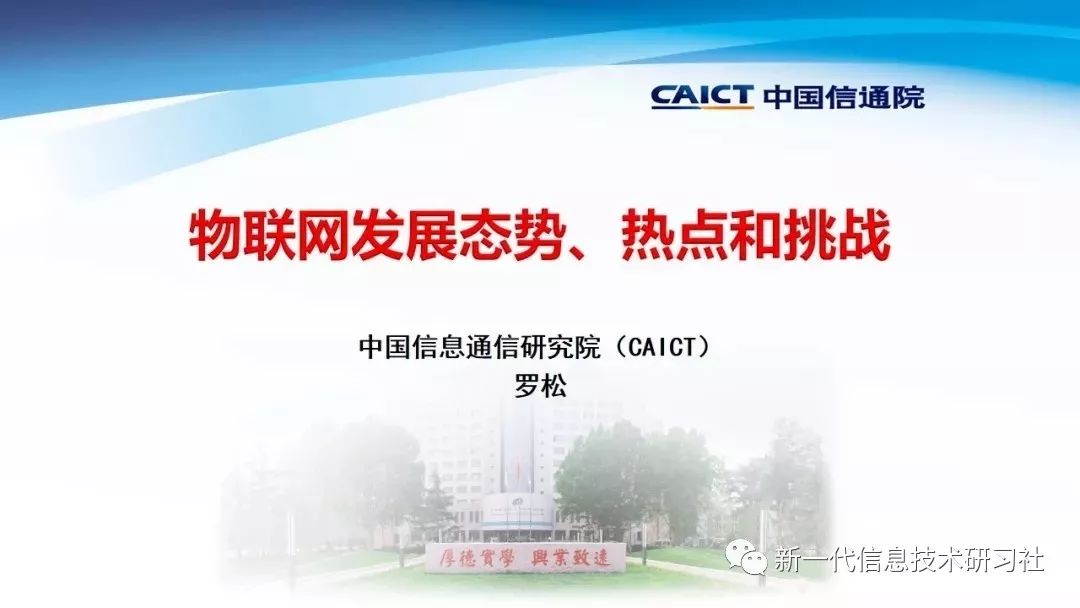 CAICT 中国信通院
物联网发展态势、热点和挑战
中国信息通信研究院（CAICT）
罗松
厚德實學 興業致遠
新一代信息技术研习社